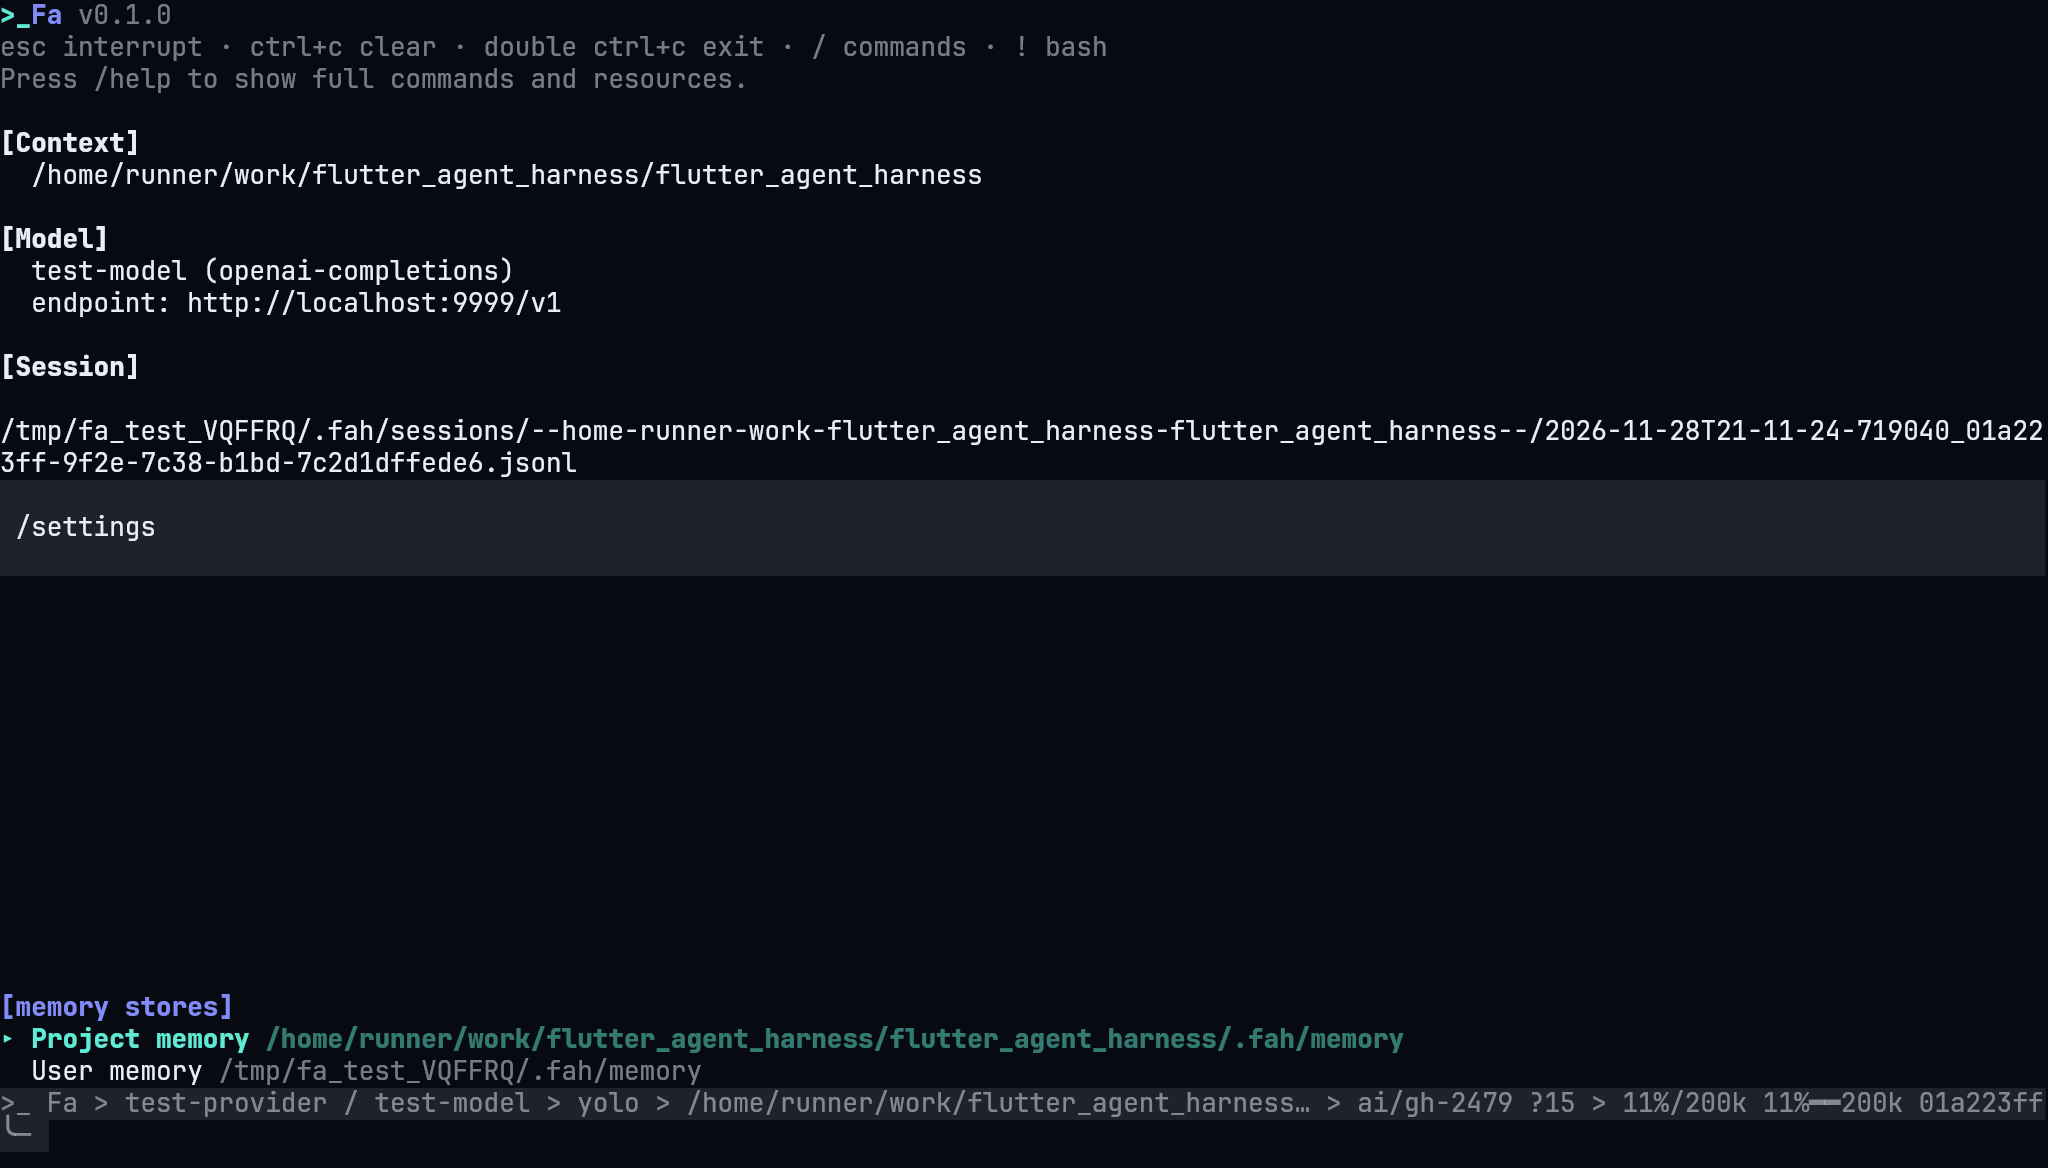 >_Fa v0.1.0
esc interrupt · ctrl+c clear · double ctrl+c exit · / commands · ! bash
Press /help to show full commands and resources.
[Context]
/home/runner/work/flutter_agent_harness/flutter_agent_harness
[Model]
test-model (openai-completions)
endpoint: http://localhost:9999/v1
[Session]
/tmp/fa_test_VQFFRQ/.fah/sessions/--home-runner-work-flutter_agent_harness-flutter_agent_harness--/2026-11-28T21-11-24-719040_01a22
3ff-9f2e-7c38-b1bd-7c2d1dffede6.jsonl
/settings
[memory stores]
▸ Project memory /home/runner/work/flutter_agent_harness/flutter_agent_harness/.fah/memory
User memory /tmp/fa_test_VQFFRQ/.fah/memory
>_ Fa > test-provider / test-model > yolo > /home/runner/work/flutter_agent_harness… > ai/gh-2479 ?15 > 11%/200k 11%━━200k 01a223ff
╰─